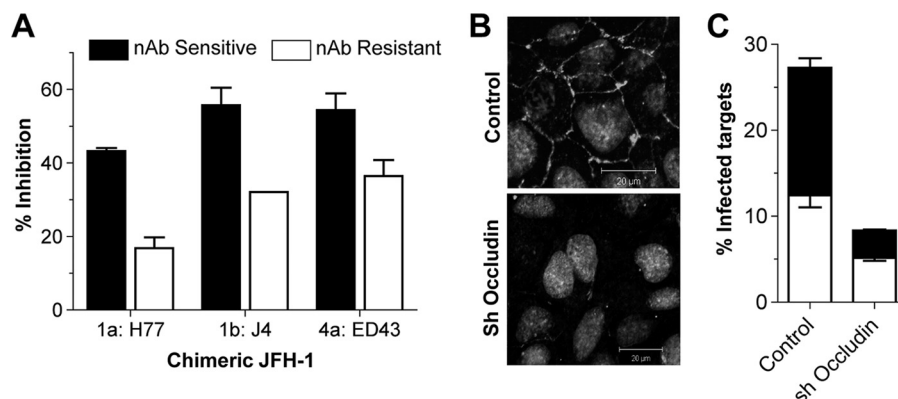 A
nAb Sensitive
nAb Resistant
% Inhibition
60
40
20
0
1a: H77
1b: J4
4a: ED43
Chimeric JFH-1
B
Control
20 µm
Sh Occludin
20 µm
C
% Infected targets
30
20
10
0
Control
sh Occludin